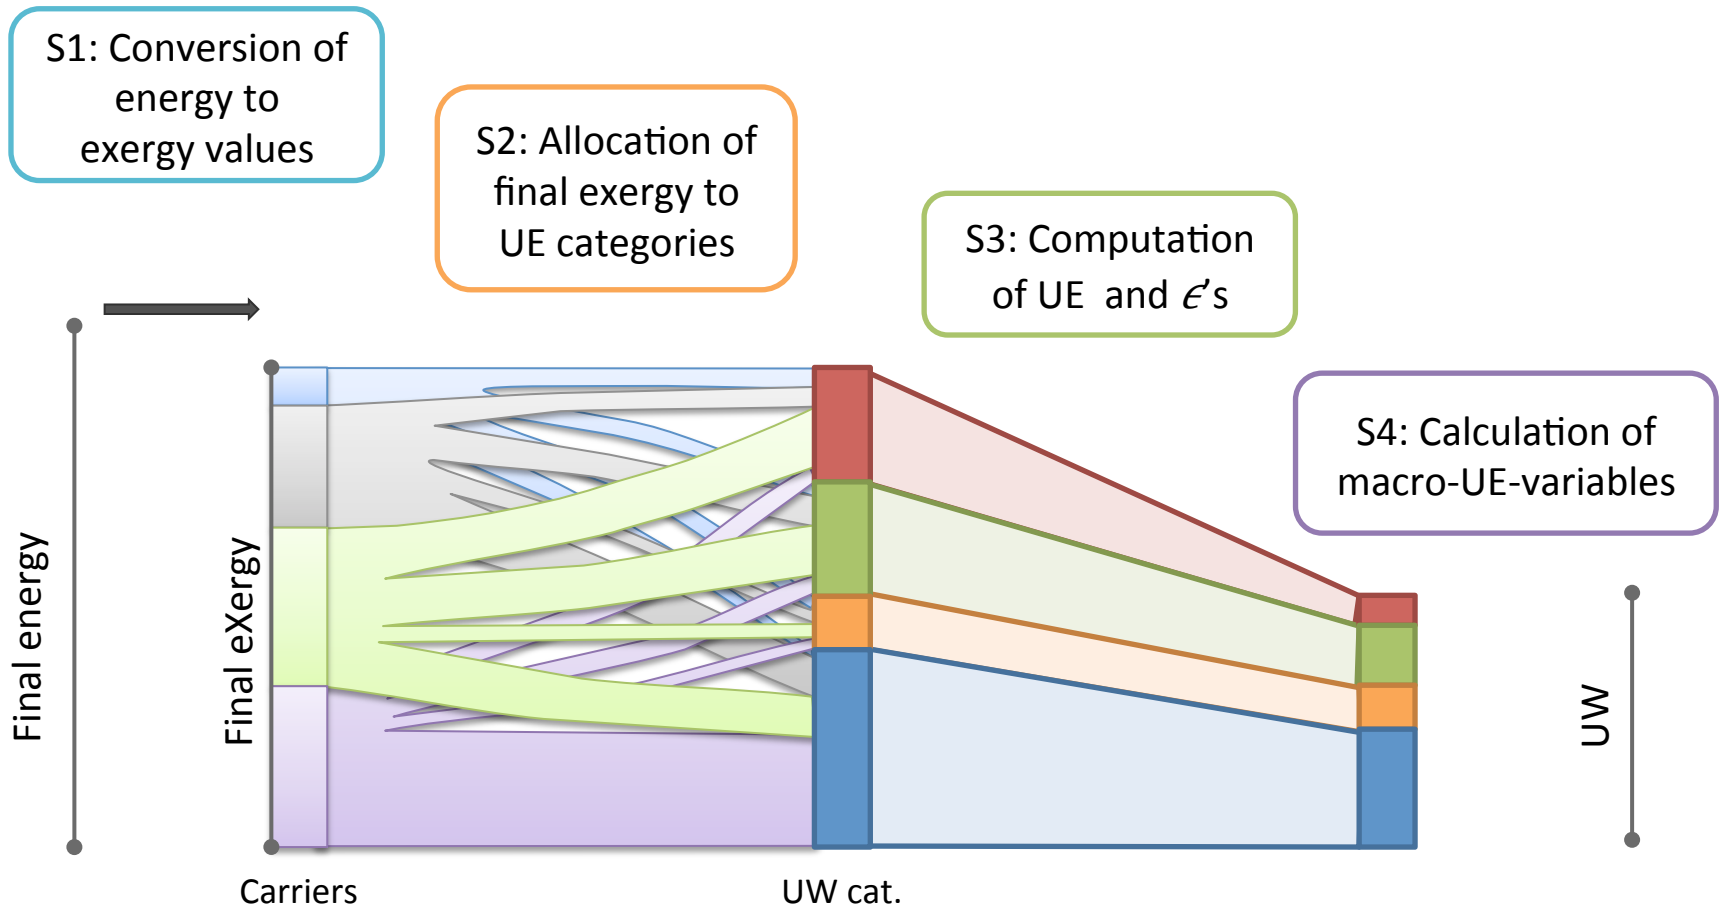 S1: Conversion of
energy to
exergy values
S2: Allocation of
final exergy to
UE categories
S3: Computation
of UE and ϵ's
S4: Calculation of
macro-UE-variables
Final energy
Final eXergy
UW
Carriers
UW cat.